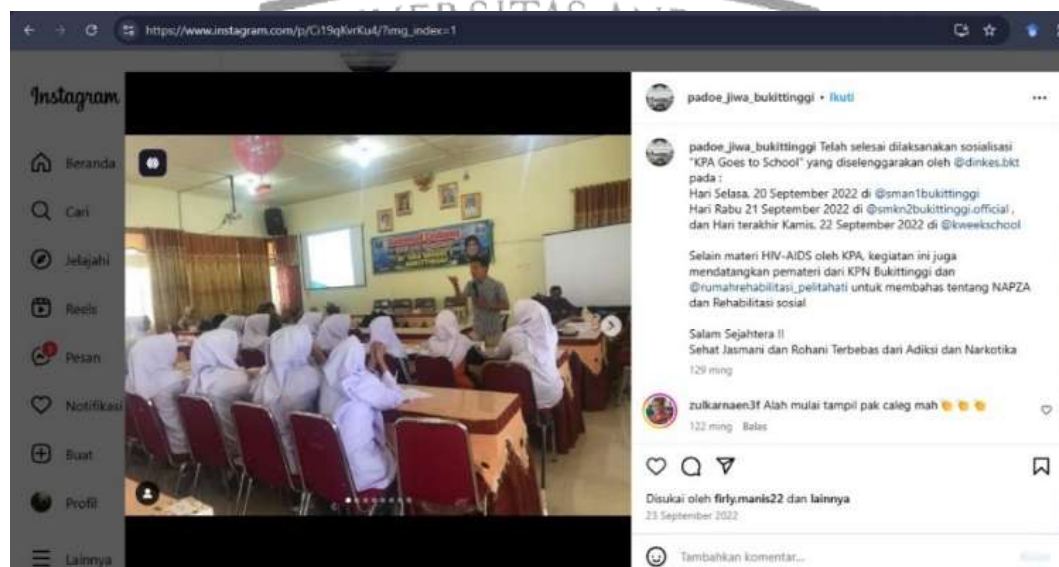 UNIVERSITAS AND
https://www.instagram.com/p/Ci19qKvrKu4/?img_index=1
Instagram
Beranda
Cari
Jelajahi
Reels
Pesan
Notifikasi
Buat
Profil
Lainnya
padoe_jiwa_bukittinggi • Ikuti
padoe_jiwa_bukittinggi Telah selesai dilaksanakan sosialisasi
"KPA Goes to School" yang diselenggarakan oleh @dinkes.bkt
pada :
Hari Selasa, 20 September 2022 di @sman1bukittinggi
Hari Rabu 21 September 2022 di @smkn2bukittinggi.official ,
dan Hari terakhir Kamis, 22 September 2022 di @kweekschool
Selain materi HIV-AIDS oleh KPA, kegiatan ini juga
mendatangkan pemateri dari KPN Bukittinggi dan
@rumahrehabilitasi_pelitahati untuk membahas tentang NAPZA
dan Rehabilitasi sosial
Salam Sejahtera !!
Sehat Jasmani dan Rohani Terbebas dari Adiksi dan Narkotika
129 ming
zulkarnaen3f Alah mulai tampil pak caleg mah 👏 👏 👏
122 ming Balas
Disukai oleh firly.manis22 dan lainnya
23 September 2022
Tambahkan komentar...